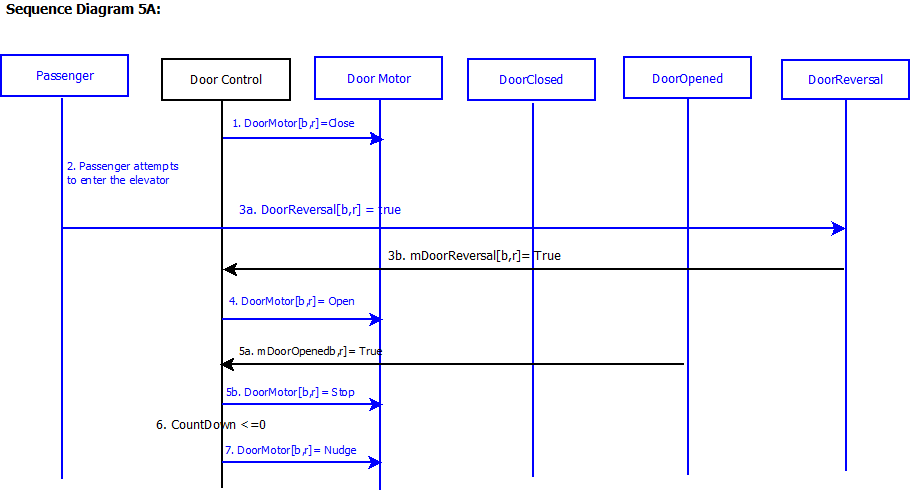 Sequence Diagram 5A:
Passenger
Door Control
Door Motor
DoorClosed
DoorOpened
DoorReversal
1. DoorMotor[b,r]=Close
2. Passenger attempts
to enter the elevator
3a. DoorReversal[b,r] = true
3b. mDoorReversal[b,r]= True
4. DoorMotor[b,r]= Open
5a. mDoorOpenedb,r]= True
5b. DoorMotor[b,r]= Stop
6. CountDown <=0
7. DoorMotor[b,r]= Nudge